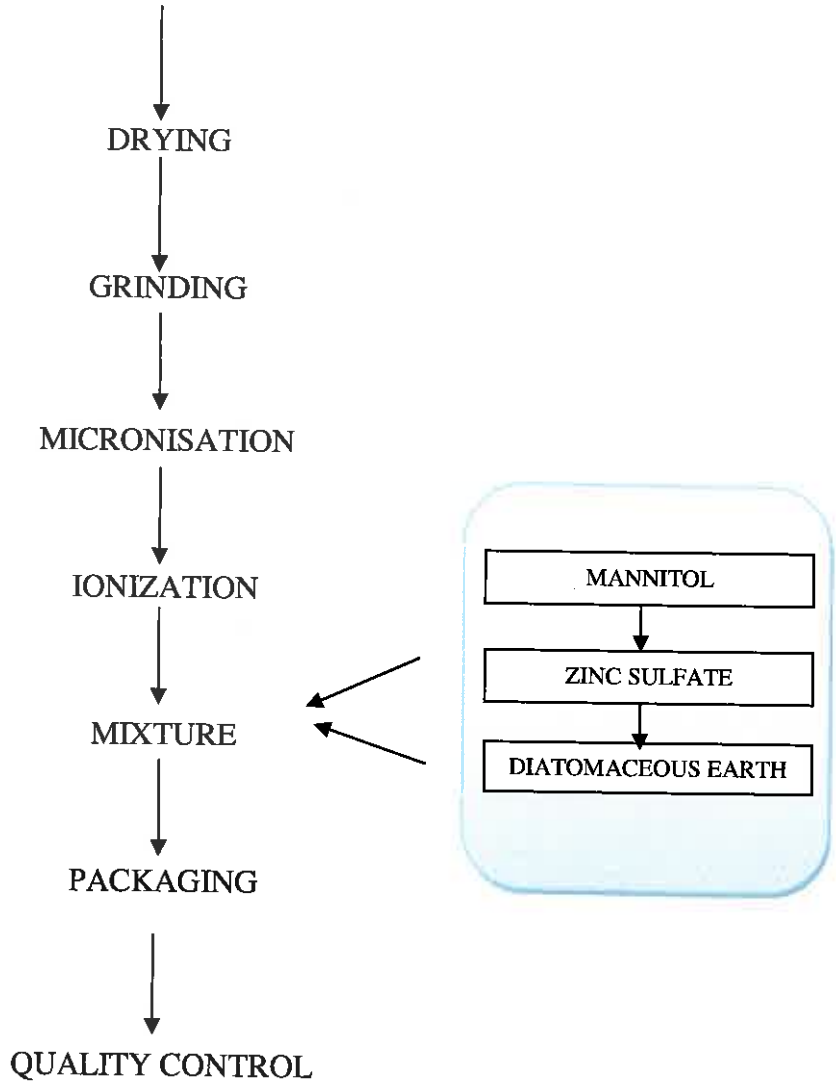 DRYING
GRINDING
MICRONISATION
IONIZATION
MIXTURE
PACKAGING
QUALITY CONTROL
MANNITOL
ZINC SULFATE
DIATOMACEOUS EARTH